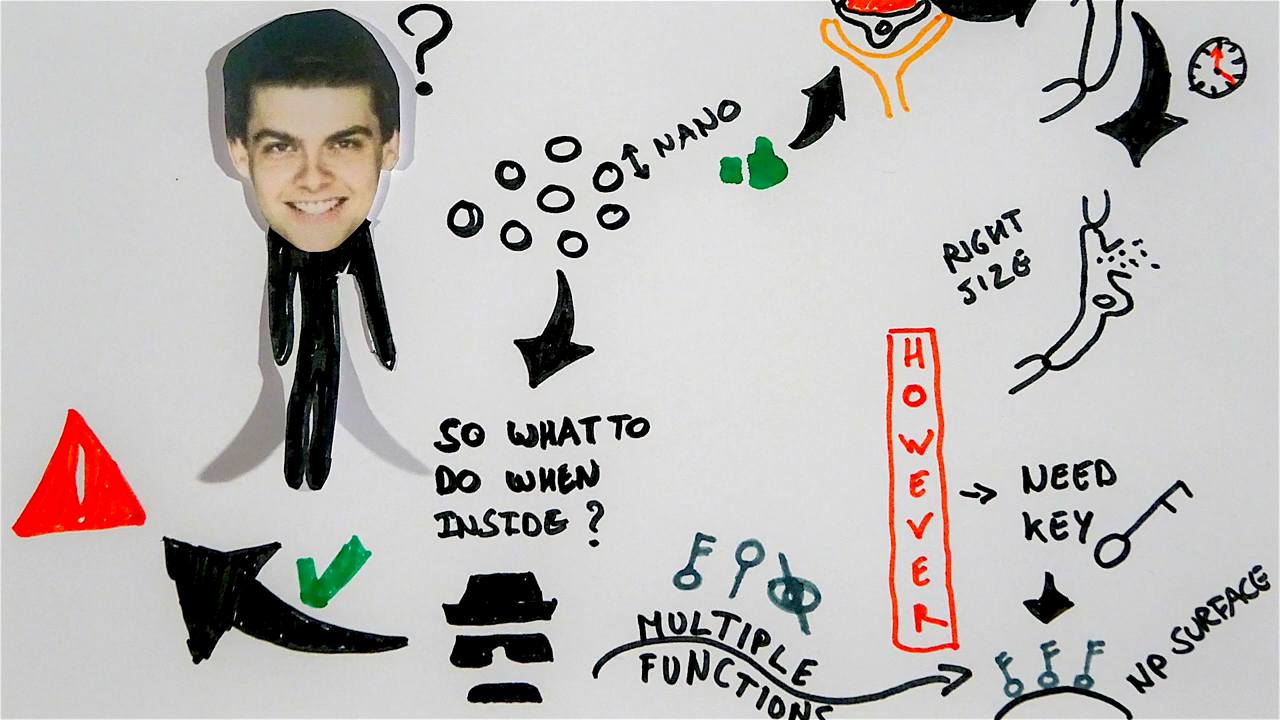 ?
NANO
RIGHT
SIZE
SO WHAT TO
DO WHEN
INSIDE?
HOWEVER
NEED
KEY
MULTIPLE
FUNCTIONS
NP SURFACE